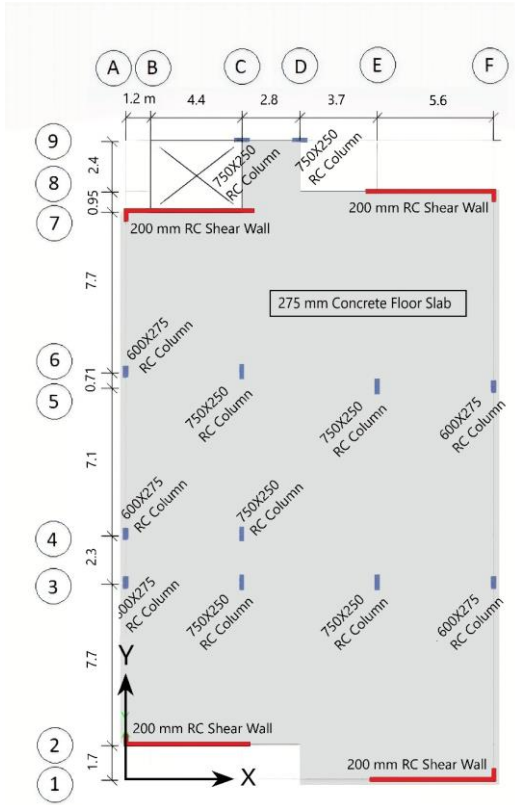 A B C D E F
1.2 m 4.4 2.8 3.7 5.6
9
2.4
8
0.95
7
7.7
6
0.71
5
7.1
4
2.3
3
7.7
2
1.7
1
750X250
RC Column
750X250
RC Column
200 mm RC Shear Wall
200 mm RC Shear Wall
275 mm Concrete Floor Slab
600X275
RC Column
750X250
RC Column
750X250
RC Column
600X275
RC Column
600X275
RC Column
750X250
RC Column
RC Column
750X250
RC Column
750X250
RC Column
600X275
RC Column
Y
200 mm RC Shear Wall
X
200 mm RC Shear Wall